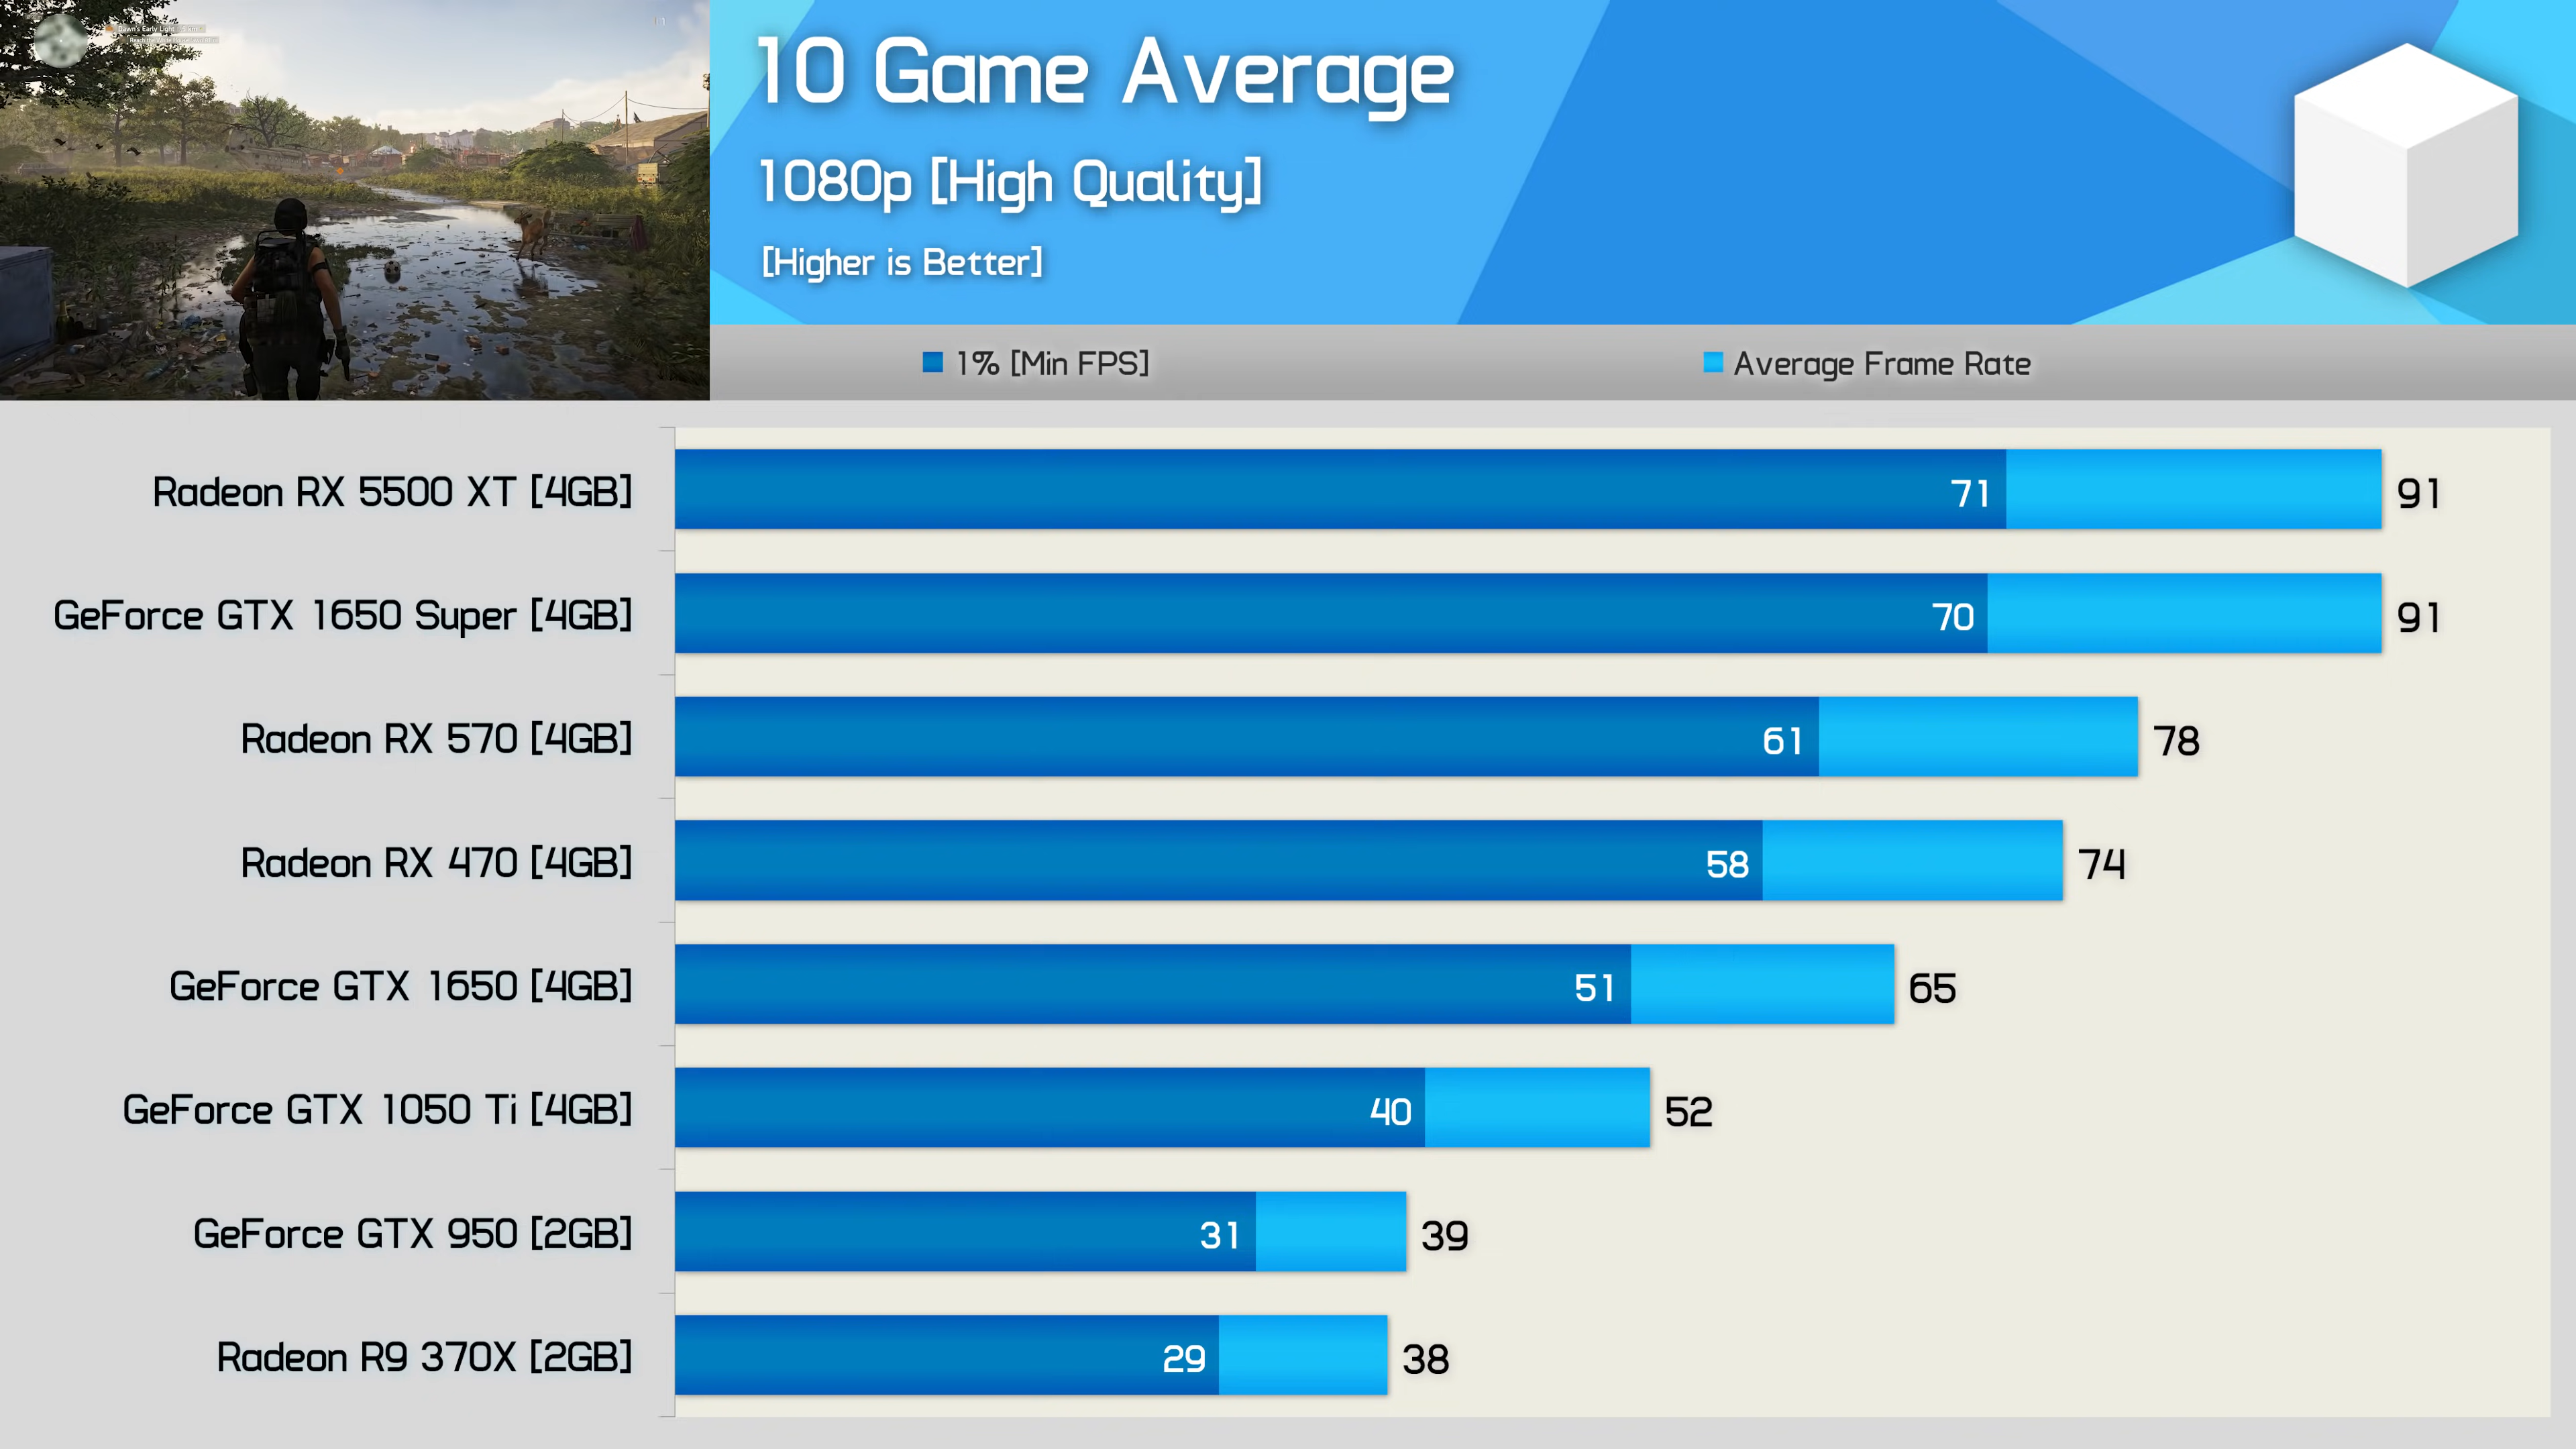 Dawn's Early Light
10 Game Average
1080p [High Quality]
[Higher is Better]
1% [Min FPS]
Average Frame Rate
Radeon RX 5500 XT [4GB]
71
91
GeForce GTX 1650 Super [4GB]
70
91
Radeon RX 570 [4GB]
61
78
Radeon RX 470 [4GB]
58
74
GeForce GTX 1650 [4GB]
51
65
GeForce GTX 1050 Ti [4GB]
40
52
GeForce GTX 950 [2GB]
31
39
Radeon R9 370X [2GB]
29
38